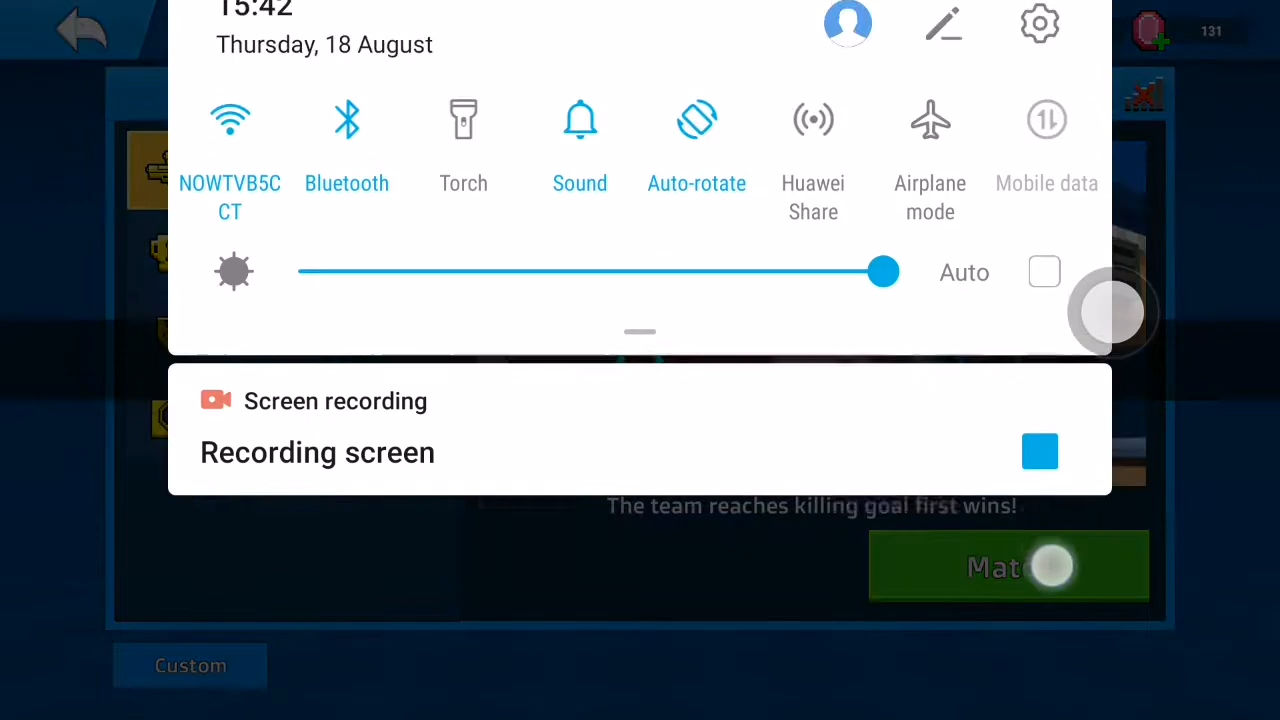 15:42
Thursday, 18 August
131
NOWTVB5C
CT
Bluetooth
Torch
Sound
Auto-rotate
Huawei
Share
Airplane
mode
Mobile data
Auto
Screen recording
Recording screen
The team reaches killing goal first wins!
Mat
Custom